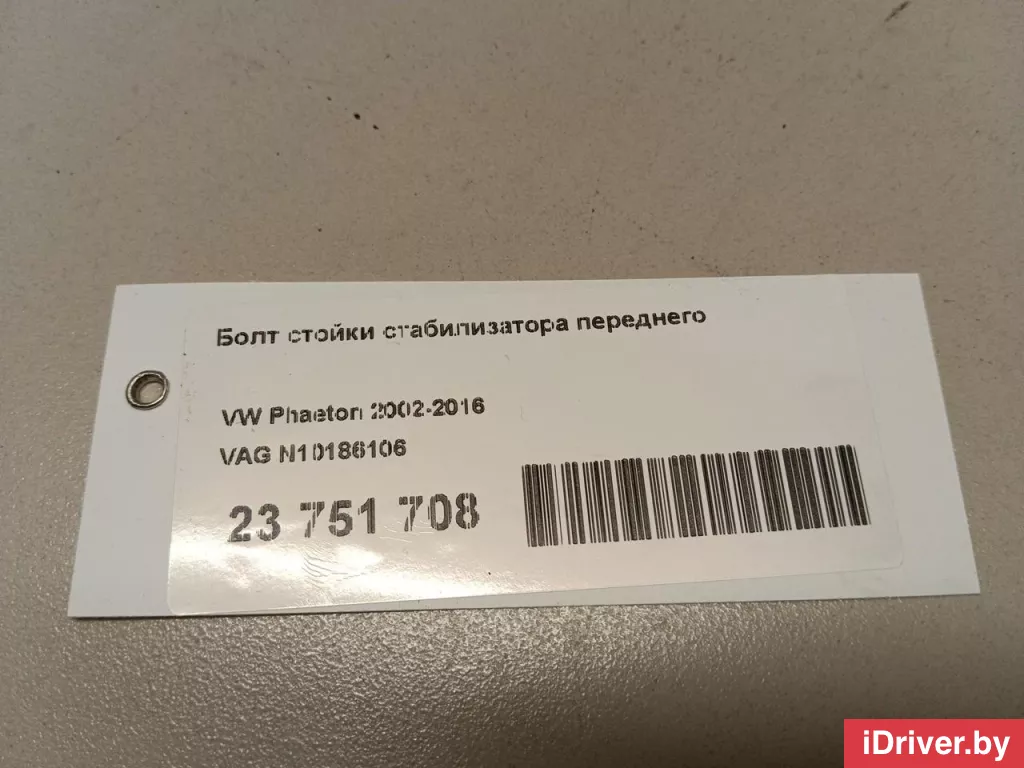 Болт стойки стабилизатора переднего
VW Phaeton 2002-2016
VAG N10186106
23 751 708
iDriver.by